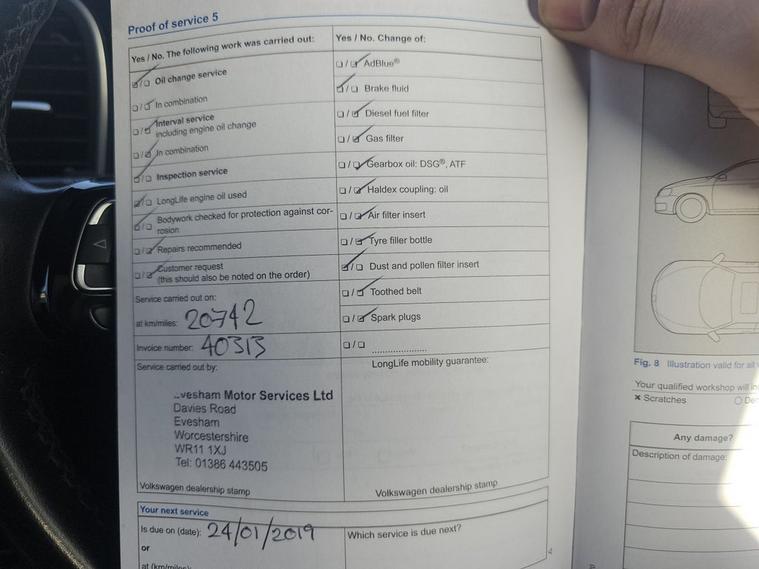 Proof of service 5
Yes / No. The following work was carried out:
Oil change service
In combination
Interval service
including engine oil change
In combination
Inspection service
LongLife engine oil used
Bodywork checked for protection against cor-
rosion
Repairs recommended
Customer request
(this should also be noted on the order)
Service carried out on:
at km/miles: 20742
Invoice number: 40313
Service carried out by:
vesham Motor Services Ltd
Davies Road
Evesham
Worcestershire
WR11 1XJ
Tel: 01386 443505
Volkswagen dealership stamp
Yes / No. Change of:
AdBlue®
Brake fluid
Diesel fuel filter
Gas filter
Gearbox oil: DSG®, ATF
Haldex coupling: oil
Air filter insert
Tyre filler bottle
Dust and pollen filter insert
Toothed belt
Spark plugs
LongLife mobility guarantee:
Volkswagen dealership stamp
Your next service
Is due on (date): 24/01/2019
or
at (km/miles):
Which service is due next?
4
Fig. 8 Illustration valid for all
Your qualified workshop will
× Scratches
Any damage?
Description of damage: